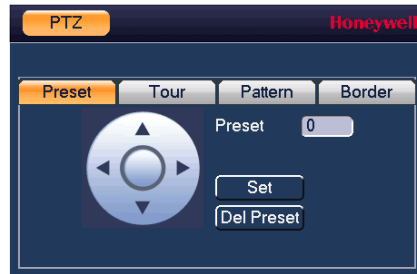 PTZ Honeywell
Preset Tour Pattern Border
Preset 0
Set
Del Preset